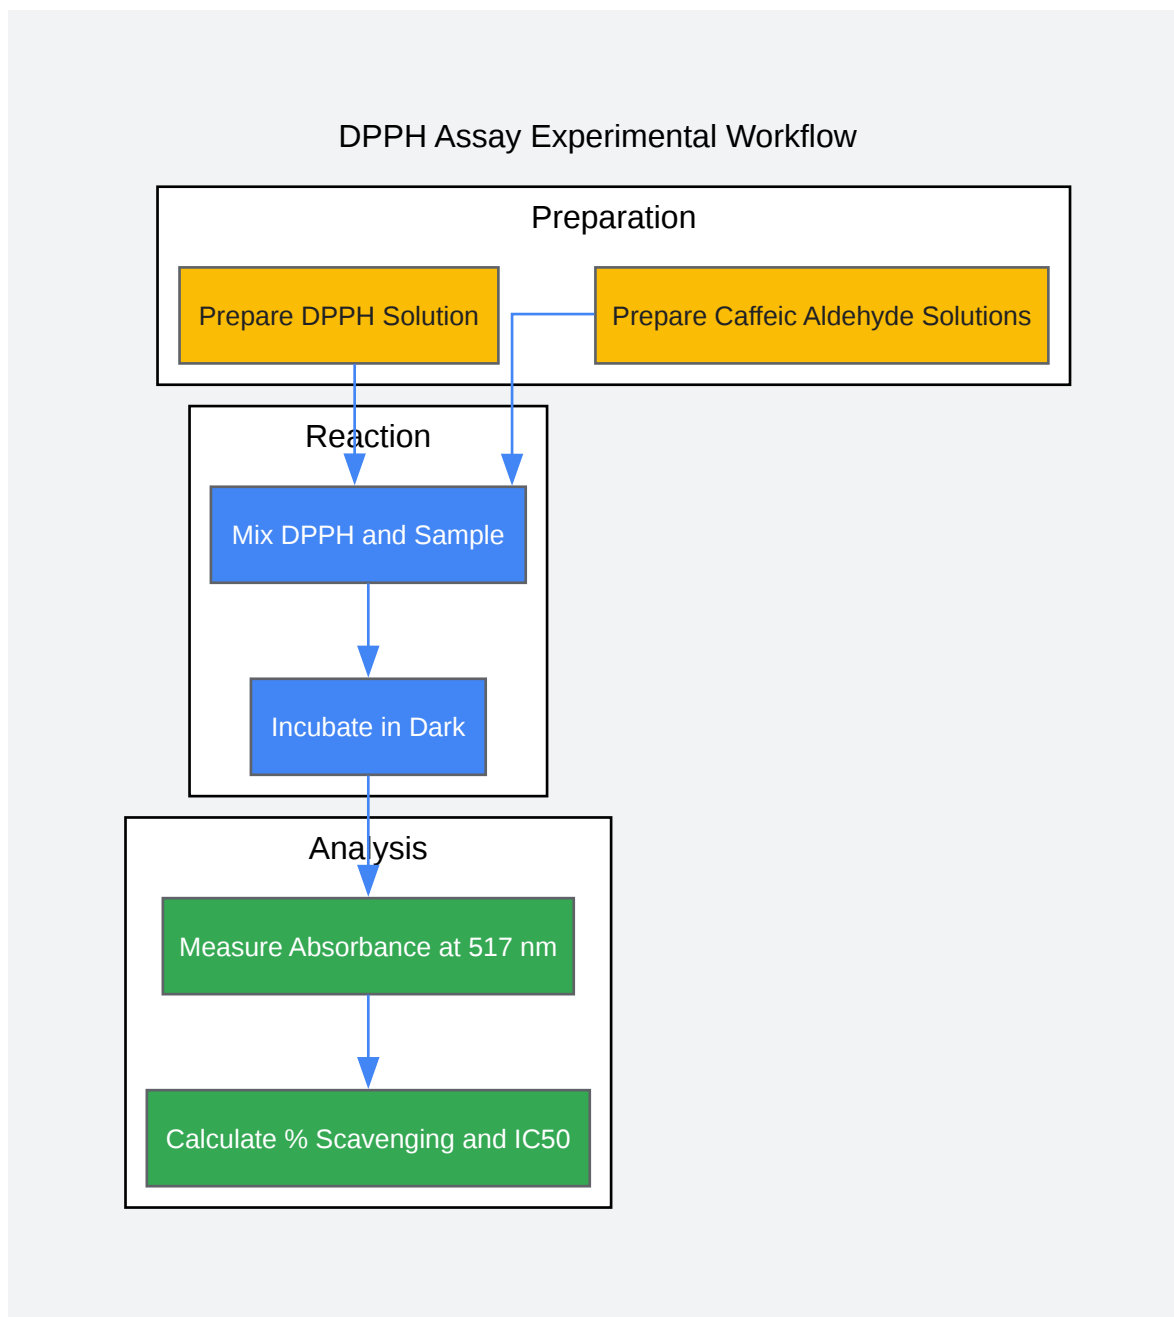 DPPH Assay Experimental Workflow
Preparation
Prepare DPPH Solution
Prepare Caffeic Aldehyde Solutions
Reaction
Mix DPPH and Sample
Incubate in Dark
Analysis
Measure Absorbance at 517 nm
Calculate % Scavenging and IC50